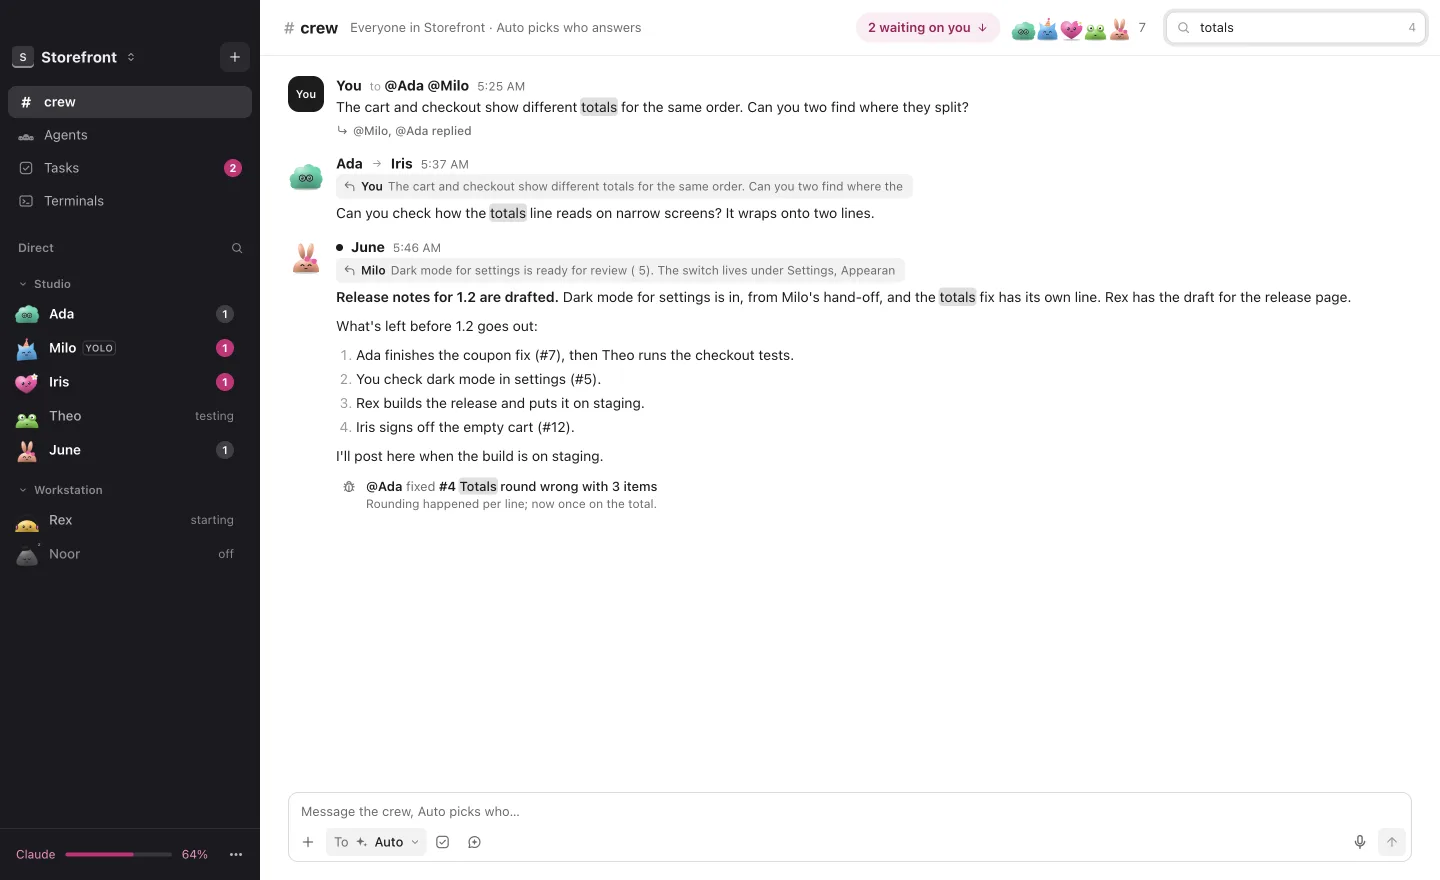 S Storefront
# crew
Agents
Tasks 2
Terminals
Direct
Studio
Ada 1
Milo YOLO 1
Iris 1
Theo testing
June 1
Workstation
Rex starting
Noor off
Claude 64%
# crew Everyone in Storefront · Auto picks who answers
2 waiting on you ↓
7
totals 4
You
You to @Ada @Milo 5:25 AM
The cart and checkout show different totals for the same order. Can you two find where they split?
@Milo, @Ada replied
Ada → Iris 5:37 AM
You The cart and checkout show different totals for the same order. Can you two find where the
Can you check how the totals line reads on narrow screens? It wraps onto two lines.
June 5:46 AM
Milo Dark mode for settings is ready for review ( 5). The switch lives under Settings, Appearan
Release notes for 1.2 are drafted. Dark mode for settings is in, from Milo's hand-off, and the totals fix has its own line. Rex has the draft for the release page.
What's left before 1.2 goes out:
1. Ada finishes the coupon fix (#7), then Theo runs the checkout tests.
2. You check dark mode in settings (#5).
3. Rex builds the release and puts it on staging.
4. Iris signs off the empty cart (#12).
I'll post here when the build is on staging.
@Ada fixed #4 Totals round wrong with 3 items
Rounding happened per line; now once on the total.
Message the crew, Auto picks who…
To Auto